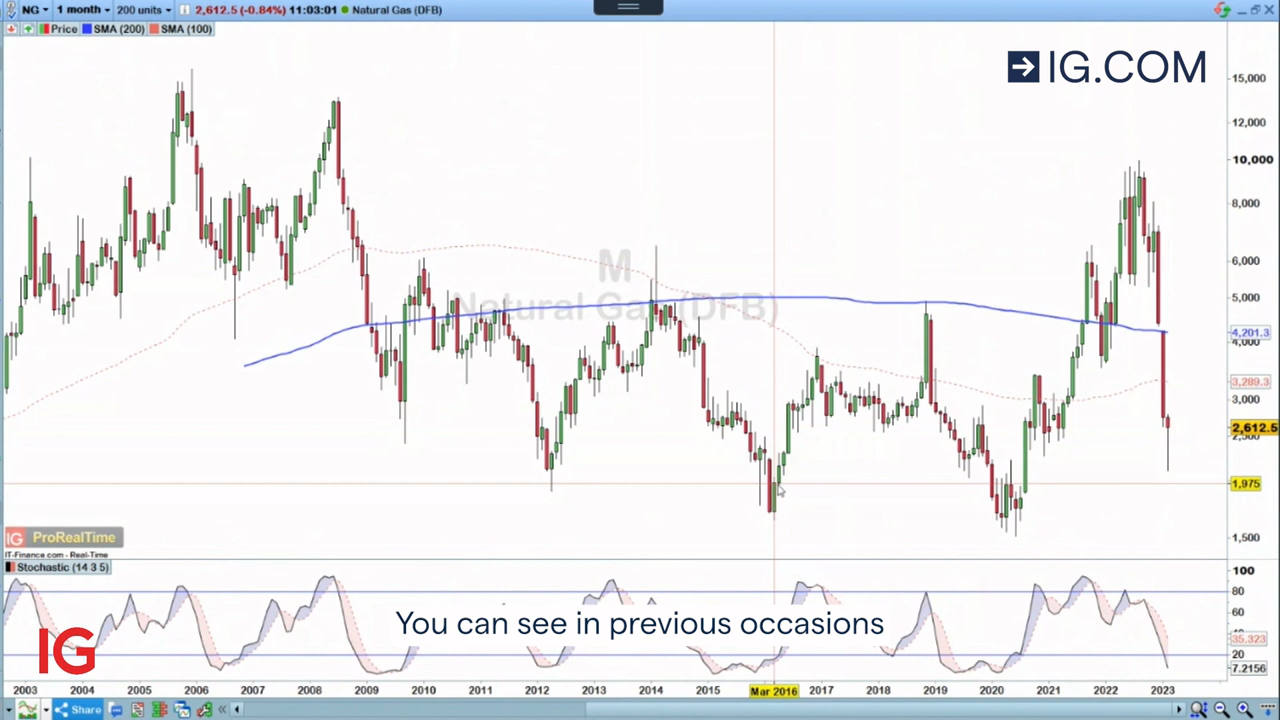 NG 1 month 200 units 2,612.5 (-0.84%) 11:03:01 Natural Gas (DFB)
Price SMA (200) SMA (100)
IG.COM
15,000
12,000
10,000
8,000
6,000
5,000
4,201.3
4,000
3,289.3
3,000
2,612.5
2,500
1,975
1,500
M
Natural Gas (DFB)
IG ProRealTime
IT-Finance.com - Real-Time
Stochastic (14 3 5)
100
80
60
35.323
20
7.2156
You can see in previous occasions
IG
2003 2004 2005 2006 2007 2008 2009 2010 2011 2012 2013 2014 2015 Mar 2016 2017 2018 2019 2020 2021 2022 2023
Share